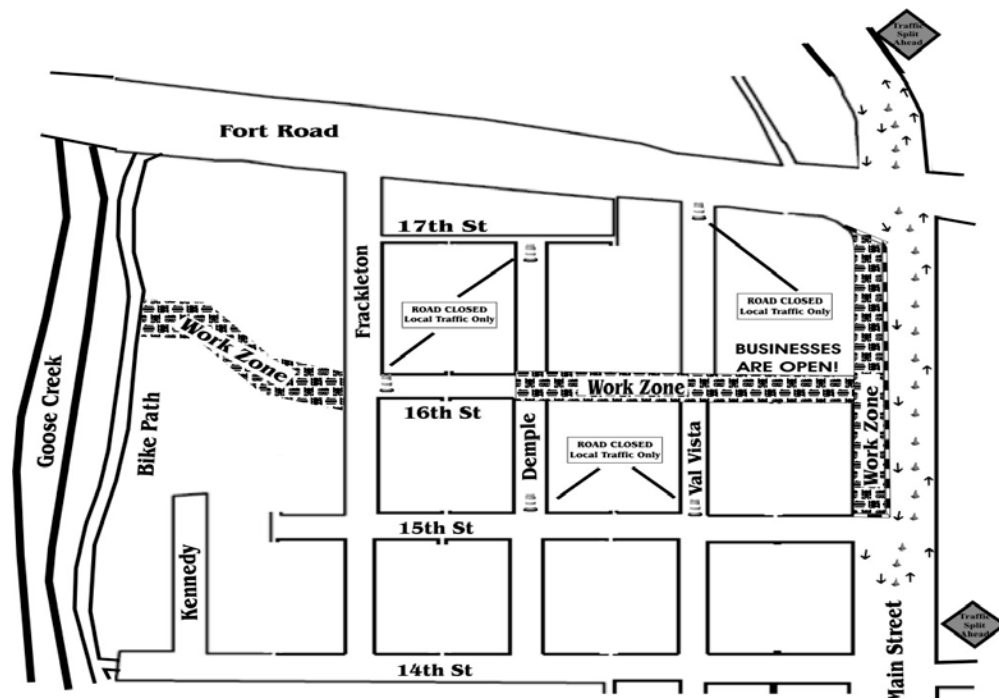 Traffic
Split
Ahead
Fort Road
17th St
Frackleton
ROAD CLOSED
Local Traffic Only
ROAD CLOSED
Local Traffic Only
BUSINESSES
ARE OPEN!
Work Zone
Work Zone
16th St
Goose Creek
Bike Path
Demple
ROAD CLOSED
Local Traffic Only
Val Vista
Work Zone
15th St
Kennedy
Traffic
Split
Ahead
Main Street
14th St